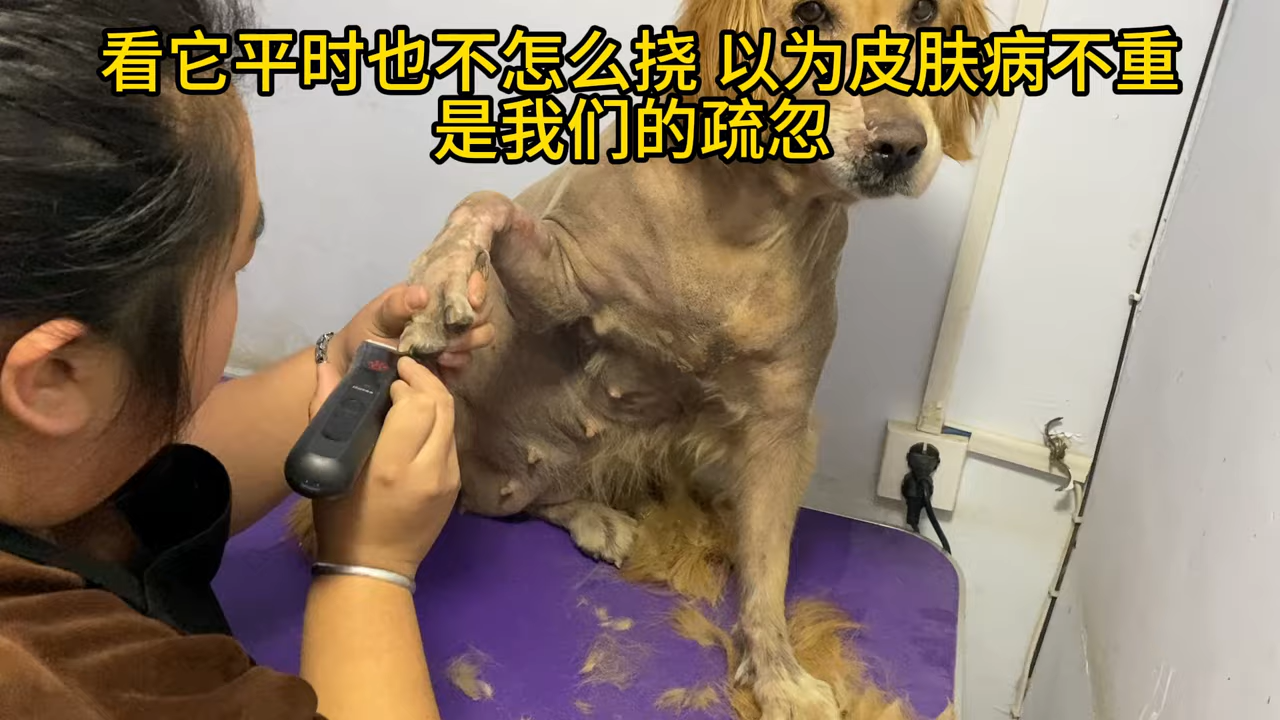 看它平时也不怎么挠 以为皮肤病不重
是我们的疏忽